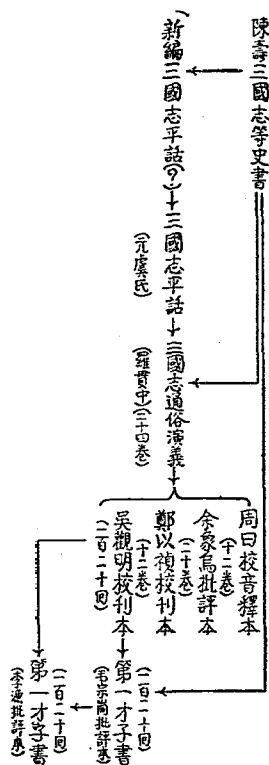 陳壽三國志等史書
(新編三國志平話(?)
三國志平話
(元虞氏)
三國志通俗演義
(羅貫中)(二十四卷)
周曰校音釋本
(十二卷)
余象烏批評本
(二十卷)
鄭以禎校刊本
(十二卷)
吳觀明校刊本
(一百二十回)
(一百二十回)
第一才子書
(毛宗崗批評本)
(一百二十回)
第一才子書
(李漁批評本)